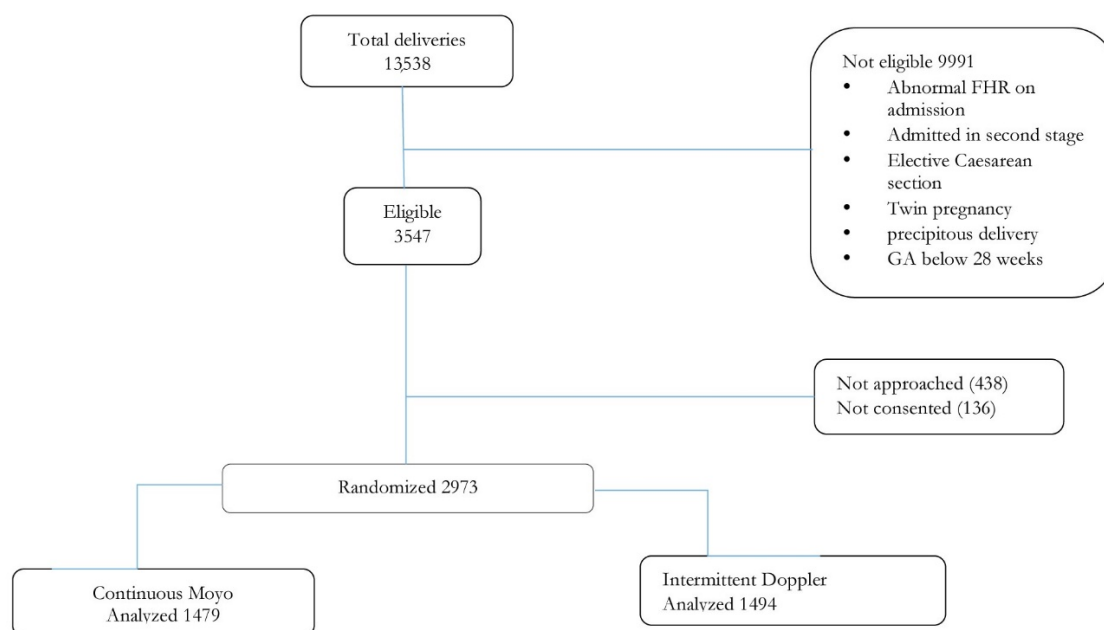 Total deliveries
13,538
Not eligible 9991
• Abnormal FHR on
admission
• Admitted in second stage
• Elective Caesarean
section
• Twin pregnancy
• precipitous delivery
• GA below 28 weeks
Eligible
3547
Not approached (438)
Not consented (136)
Randomized 2973
Continuous Moyo
Analyzed 1479
Intermittent Doppler
Analyzed 1494